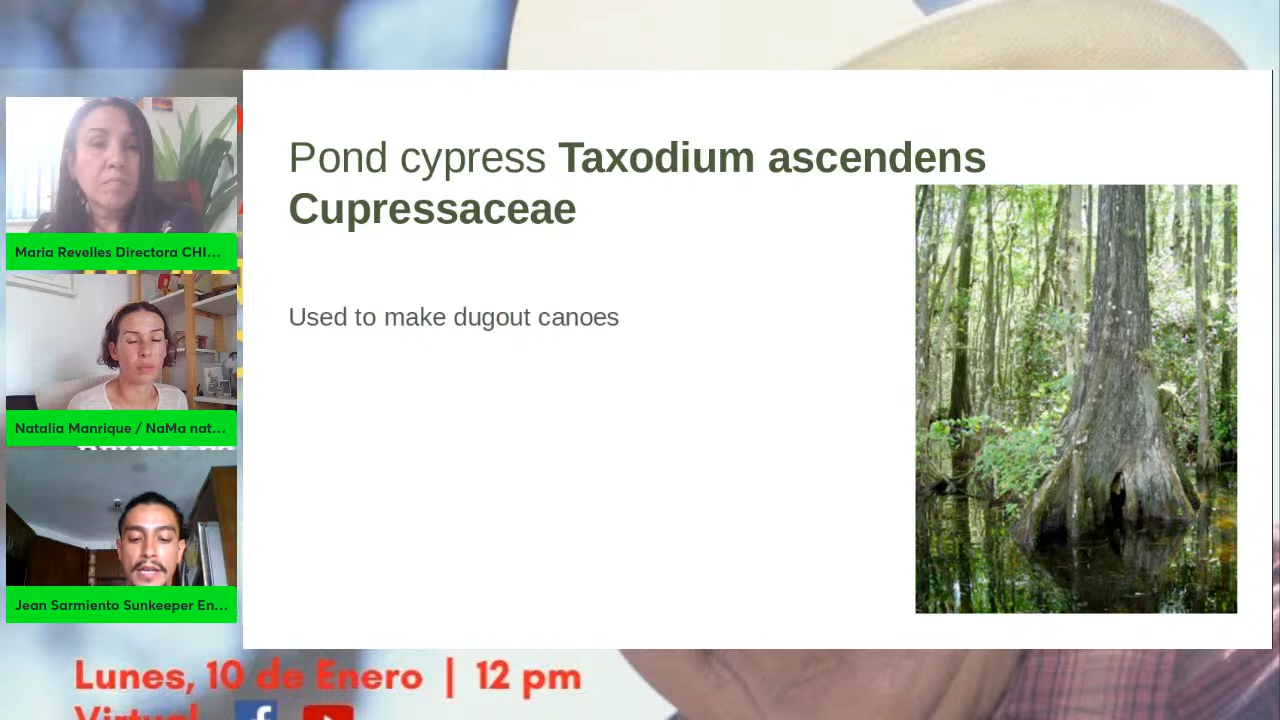 Pond cypress Taxodium ascendens
Cupressaceae
Used to make dugout canoes
Maria Revelles Directora CHI...
Natalia Manrique / NaMa nat...
Jean Sarmiento Sunkeeper En...
Lunes, 10 de Enero | 12 pm
Virtual